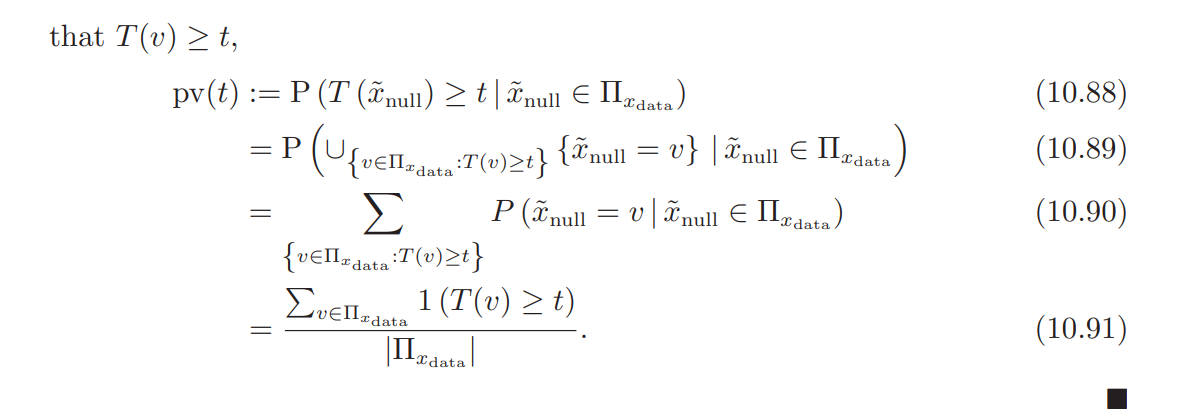 that T(v) ≥ t,
pv(t) := P (T (x̃_null) ≥ t | x̃_null ∈ Π_{x_data}) (10.88)
= P (∪_{{v∈Π_{x_data}:T(v)≥t}} {x̃_null = v} | x̃_null ∈ Π_{x_data}) (10.89)
= ∑_{{v∈Π_{x_data}:T(v)≥t}} P (x̃_null = v | x̃_null ∈ Π_{x_data}) (10.90)
= \frac{∑_{v∈Π_{x_data}} 1 (T(v) ≥ t)}{|Π_{x_data}|}. (10.91)